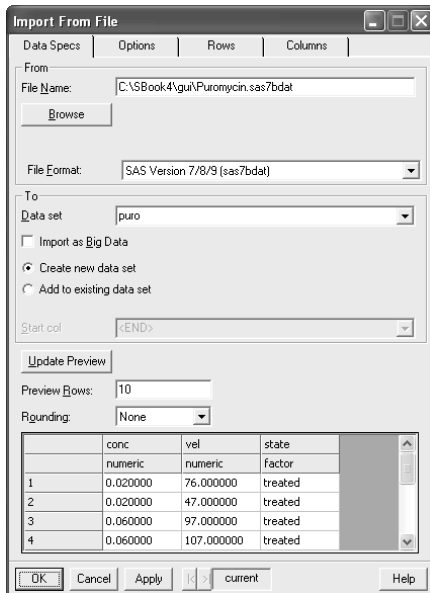 Import From File
Data Specs Options Rows Columns
From
File Name: C:\SBook4\gui\Puromycin.sas7bdat
Browse
File Format: SAS Version 7/8/9 (sas7bdat)
To
Data set puro
Import as Big Data
Create new data set
Add to existing data set
Start col <END>
Update Preview
Preview Rows: 10
Rounding: None
conc vel state
numeric numeric factor
1 0.020000 76.000000 treated
2 0.020000 47.000000 treated
3 0.060000 97.000000 treated
4 0.060000 107.000000 treated
OK Cancel Apply current Help